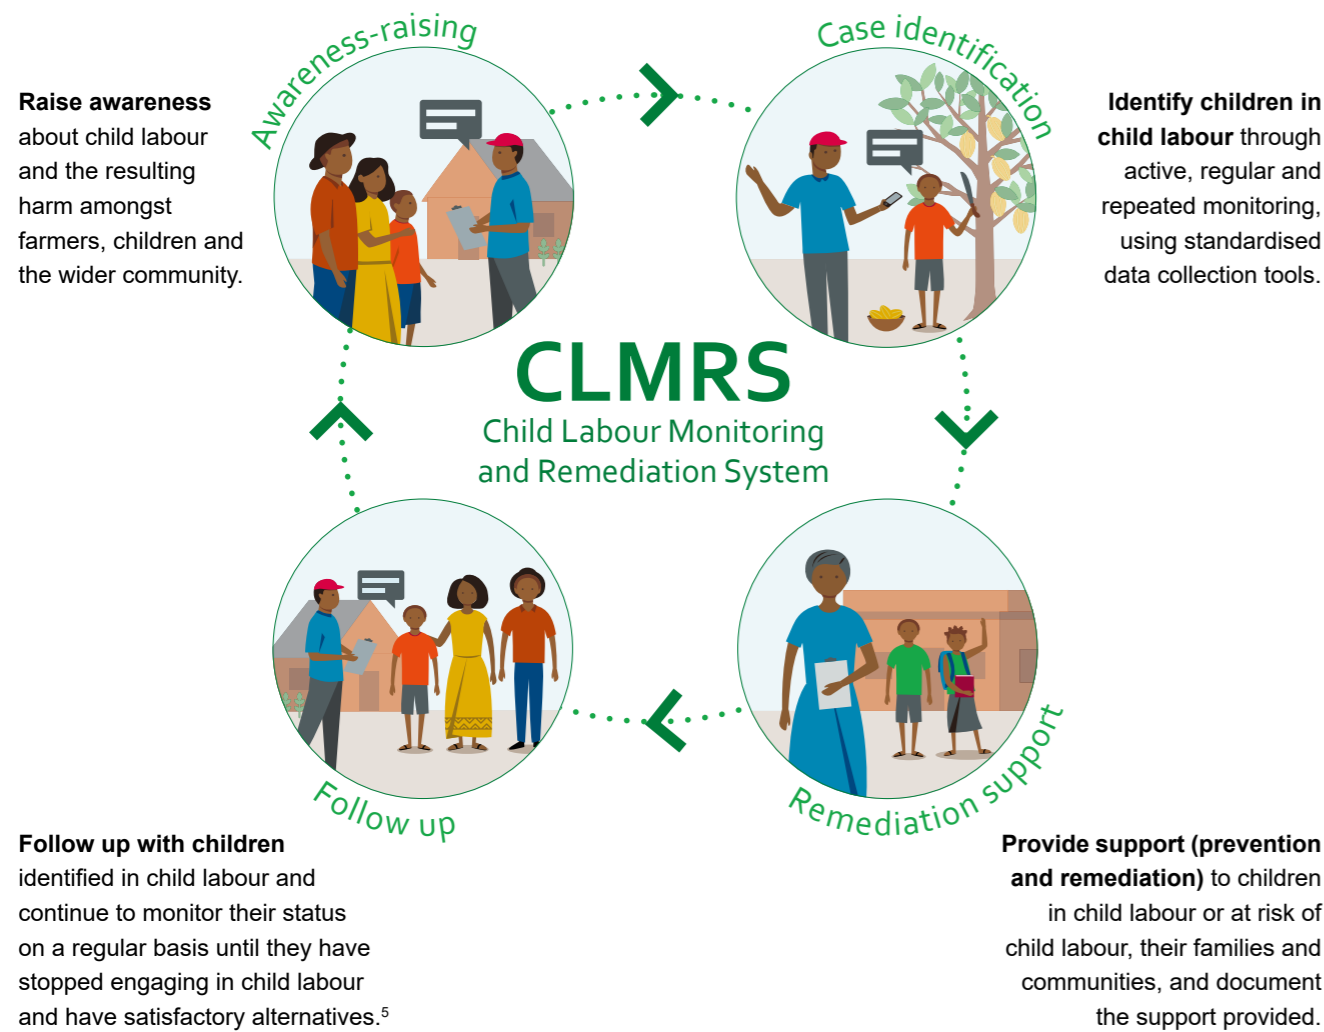 Awareness-raising
Raise awareness
about child labour
and the resulting
harm amongst
farmers, children and
the wider community.
Case identification
Identify children in
child labour through
active, regular and
repeated monitoring,
using standardised
data collection tools.
CLMRS
Child Labour Monitoring
and Remediation System
Follow up
Follow up with children
identified in child labour and
continue to monitor their status
on a regular basis until they have
stopped engaging in child labour
and have satisfactory alternatives.⁵
Remediation support
Provide support (prevention
and remediation) to children
in child labour or at risk of
child labour, their families and
communities, and document
the support provided.